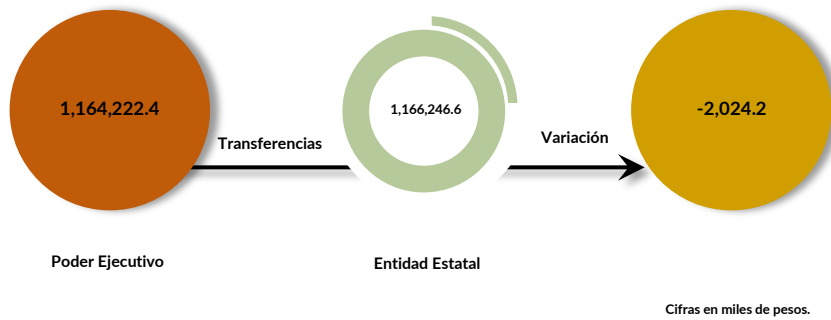 1,164,222.4
1,166,246.6
-2,024.2
Transferencias
Variación
Poder Ejecutivo
Entidad Estatal
Cifras en miles de pesos.